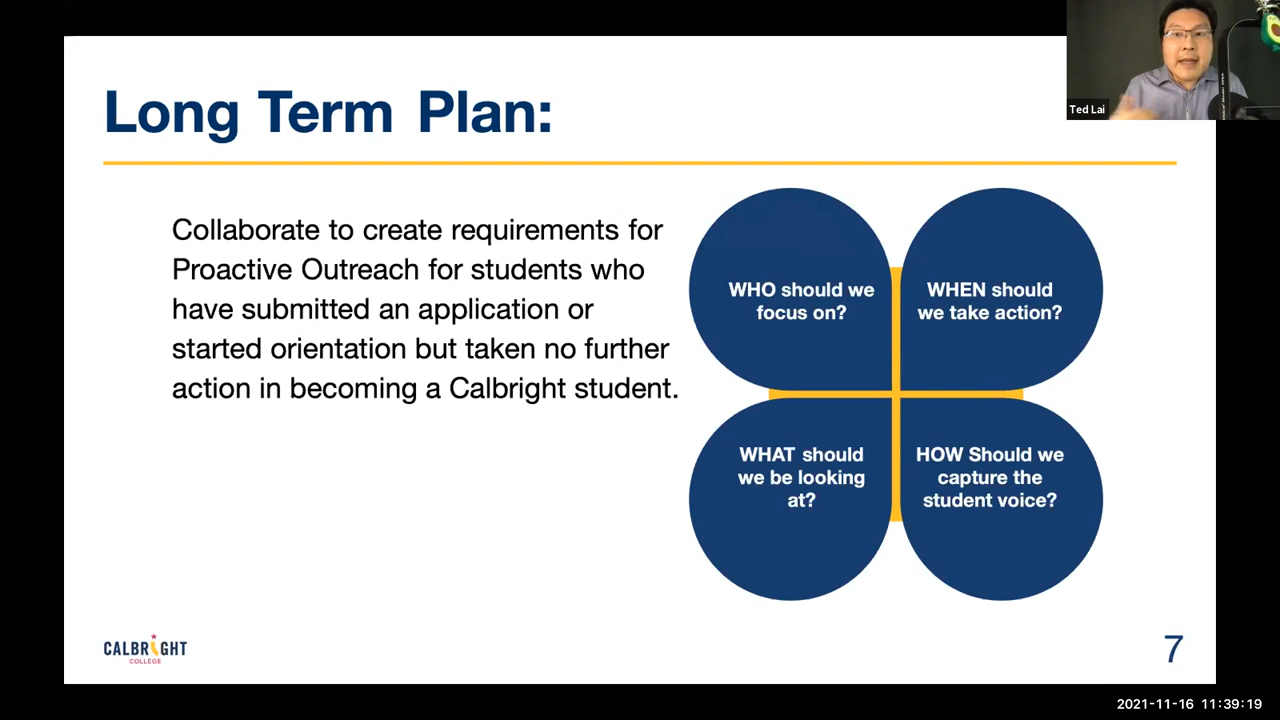 Long Term Plan:
Ted Lai
Collaborate to create requirements for
Proactive Outreach for students who
have submitted an application or
started orientation but taken no further
action in becoming a Calbright student.
WHO should we
focus on?
WHEN should
we take action?
WHAT should
we be looking
at?
HOW Should we
capture the
student voice?
CALBRIGHT
COLLEGE
7
2021-11-16 11:39:19